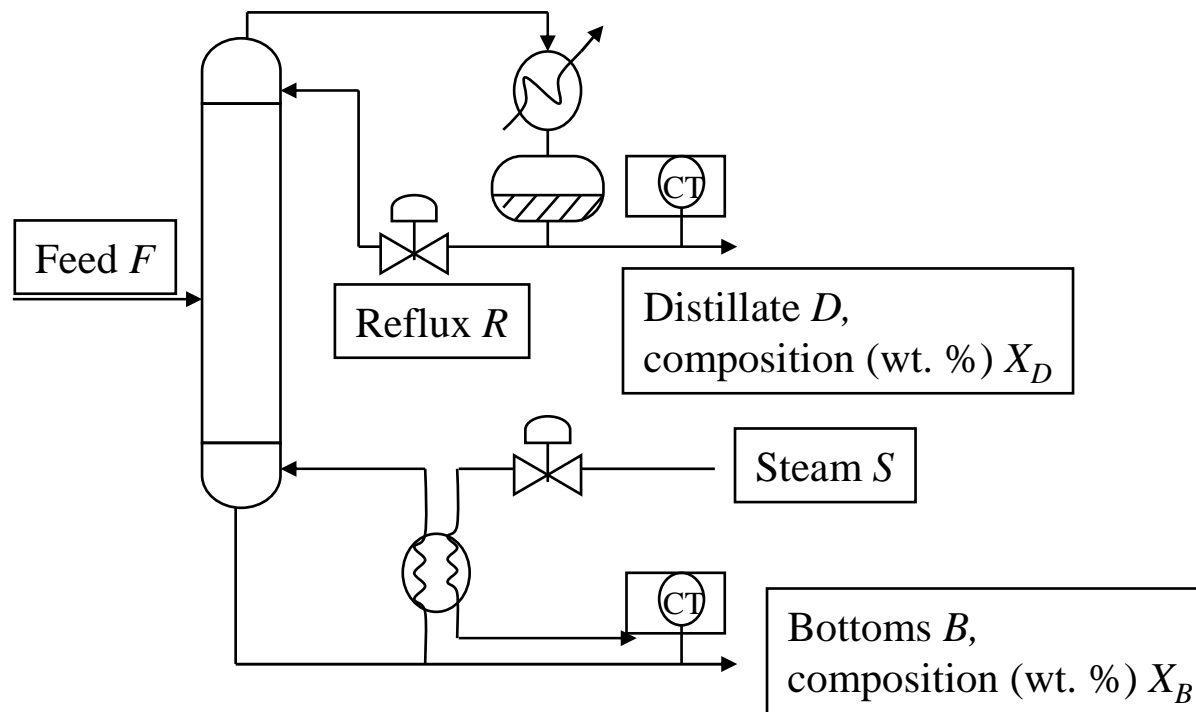 CT
Feed F
Reflux R
Distillate D,
composition (wt. %) X_D
Steam S
CT
Bottoms B,
composition (wt. %) X_B